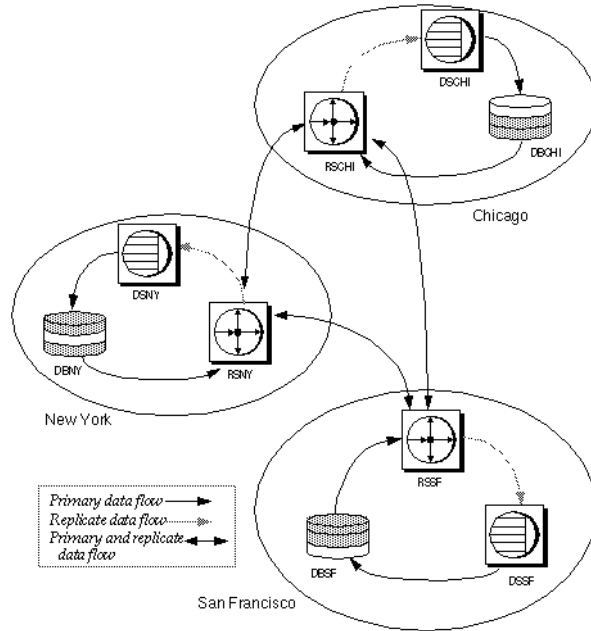 DSCHI
DBCHI
RSCHI
Chicago
DSNY
DBNY
RSNY
New York
RSSF
DBSF
DSSF
San Francisco
Primary data flow
Replicate data flow
Primary and replicate
data flow